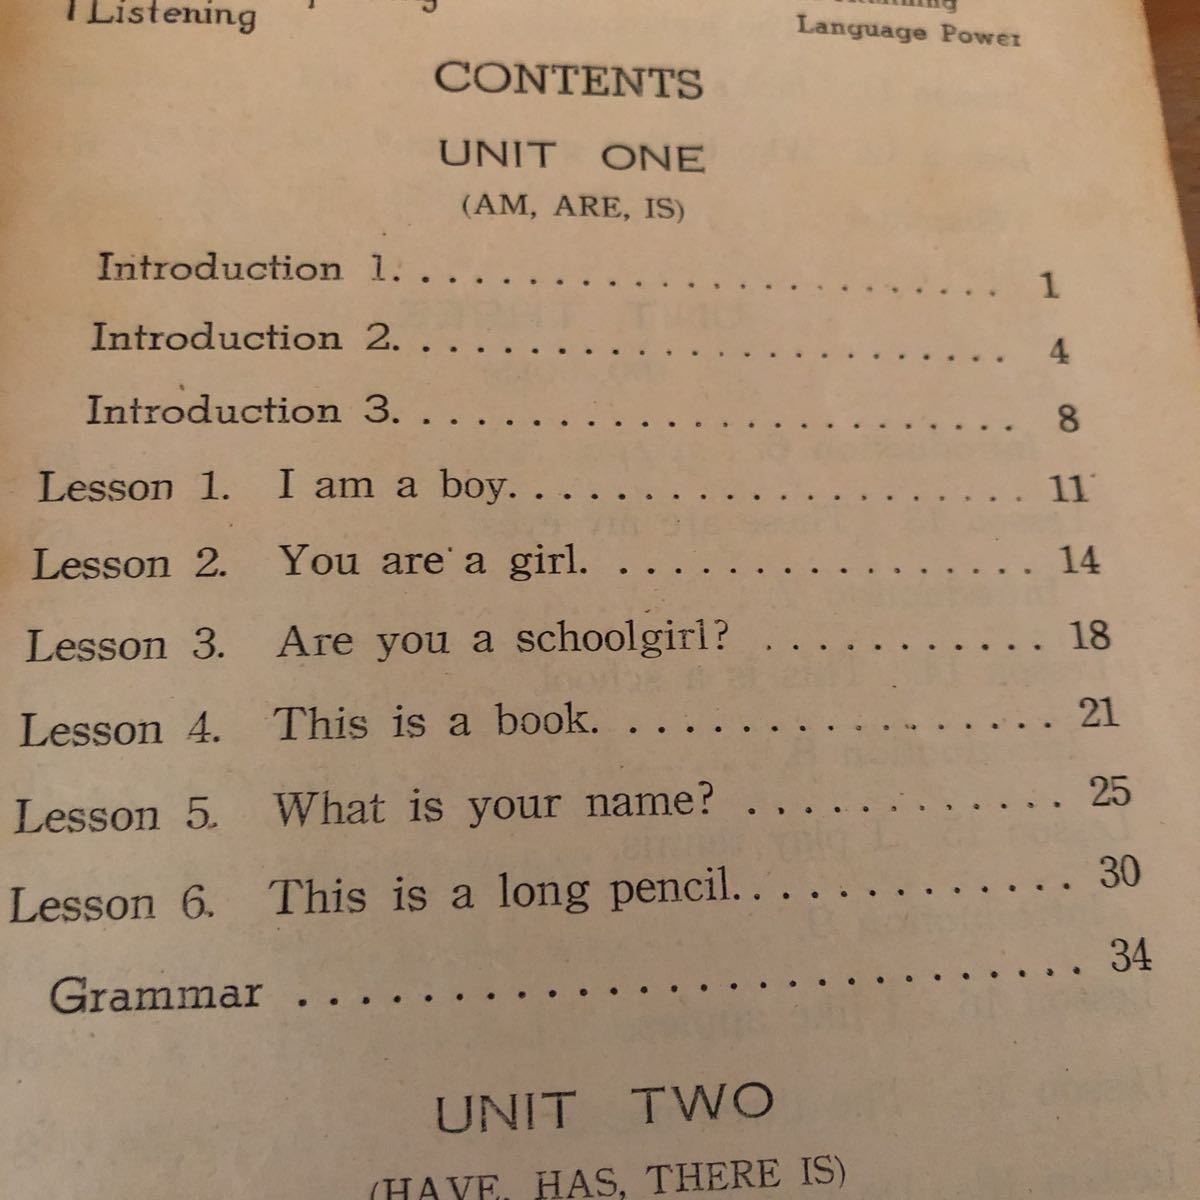 Listening
Language Power
CONTENTS
UNIT ONE
(AM, ARE, IS)
Introduction 1. . . . . . . . . . . . . . . . . . . . . . . 1
Introduction 2. . . . . . . . . . . . . . . . . . . . . . . 4
Introduction 3. . . . . . . . . . . . . . . . . . . . . . . 8
Lesson 1. I am a boy. . . . . . . . . . . . . . . . . . . . 11
Lesson 2. You are a girl. . . . . . . . . . . . . . . . . 14
Lesson 3. Are you a schoolgirl? . . . . . . . . . . . 18
Lesson 4. This is a book. . . . . . . . . . . . . . . . . 21
Lesson 5. What is your name? . . . . . . . . . . . . 25
Lesson 6. This is a long pencil. . . . . . . . . . . . . 30
Grammar . . . . . . . . . . . . . . . . . . . . . . . . . . . 34
UNIT TWO
(HAVE, HAS, THERE IS)